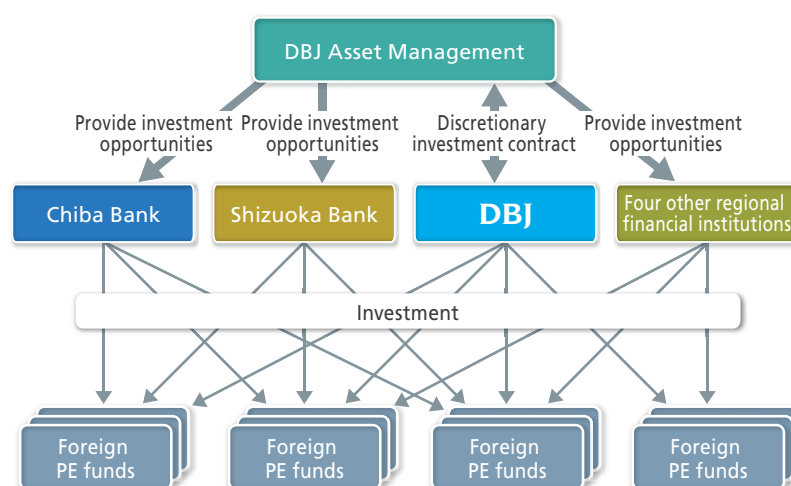 DBJ Asset Management
Provide investment
opportunities
Provide investment
opportunities
Discretionary
investment contract
Provide investment
opportunities
Chiba Bank
Shizuoka Bank
DBJ
Four other regional
financial institutions
Investment
Foreign
PE funds
Foreign
PE funds
Foreign
PE funds
Foreign
PE funds